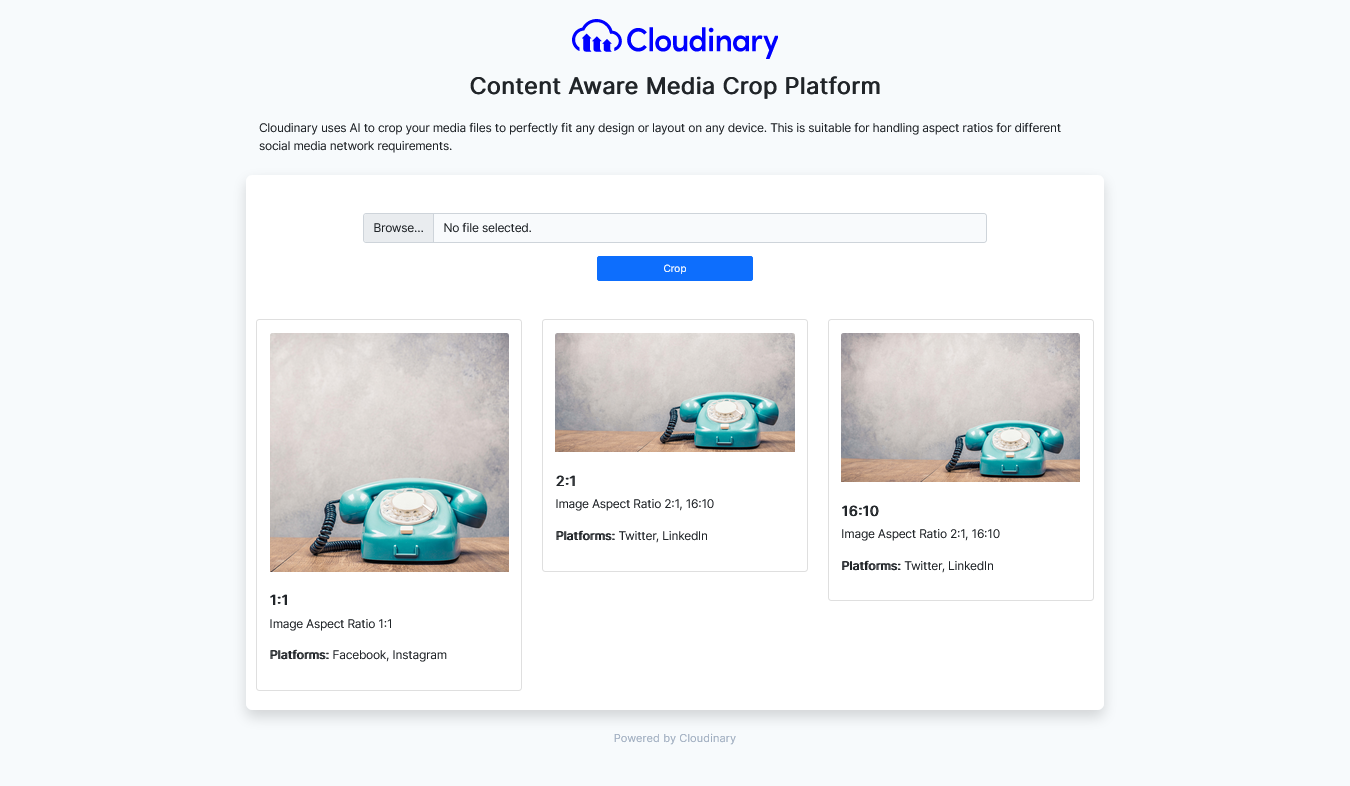 Cloudinary
Content Aware Media Crop Platform
Cloudinary uses AI to crop your media files to perfectly fit any design or layout on any device. This is suitable for handling aspect ratios for different
social media network requirements.
Browse... No file selected.
Crop
1:1
Image Aspect Ratio 1:1
Platforms: Facebook, Instagram
2:1
Image Aspect Ratio 2:1, 16:10
Platforms: Twitter, LinkedIn
16:10
Image Aspect Ratio 2:1, 16:10
Platforms: Twitter, LinkedIn
Powered by Cloudinary